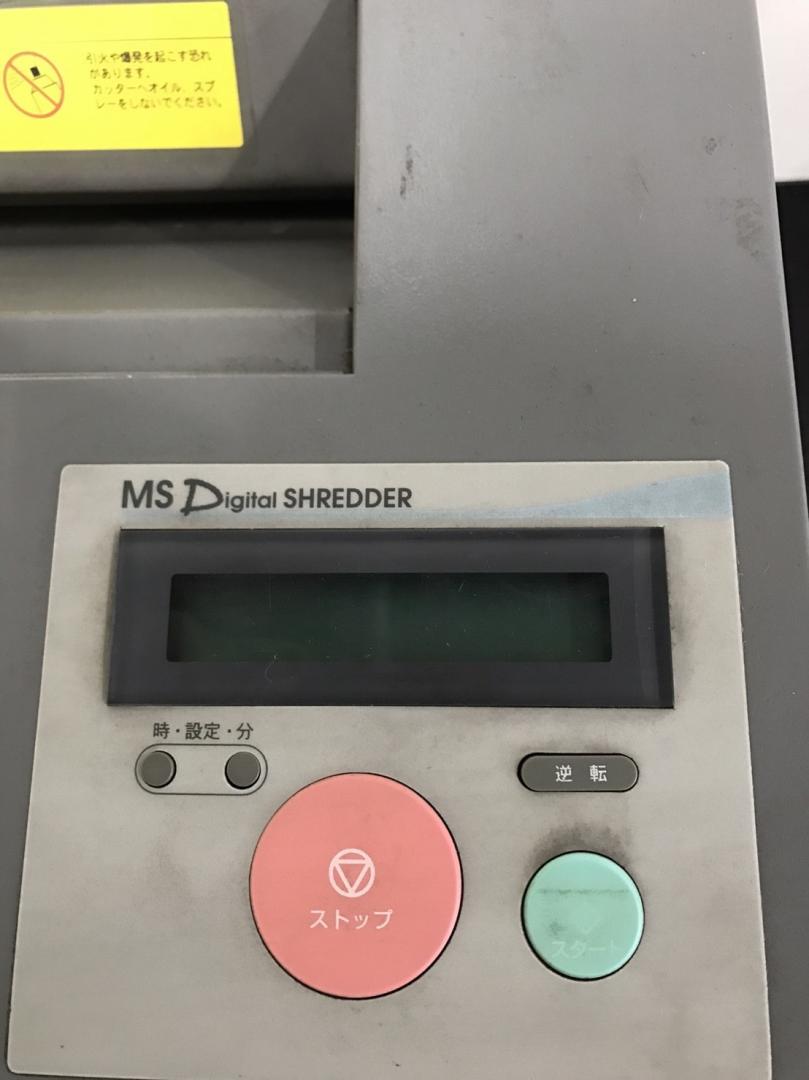 引火や爆発を起こす恐れ
があります。
カッターへオイル、スプ
レーをしないでください。
MS Digital SHREDDER
時・設定・分
逆 転
ストップ
スタート